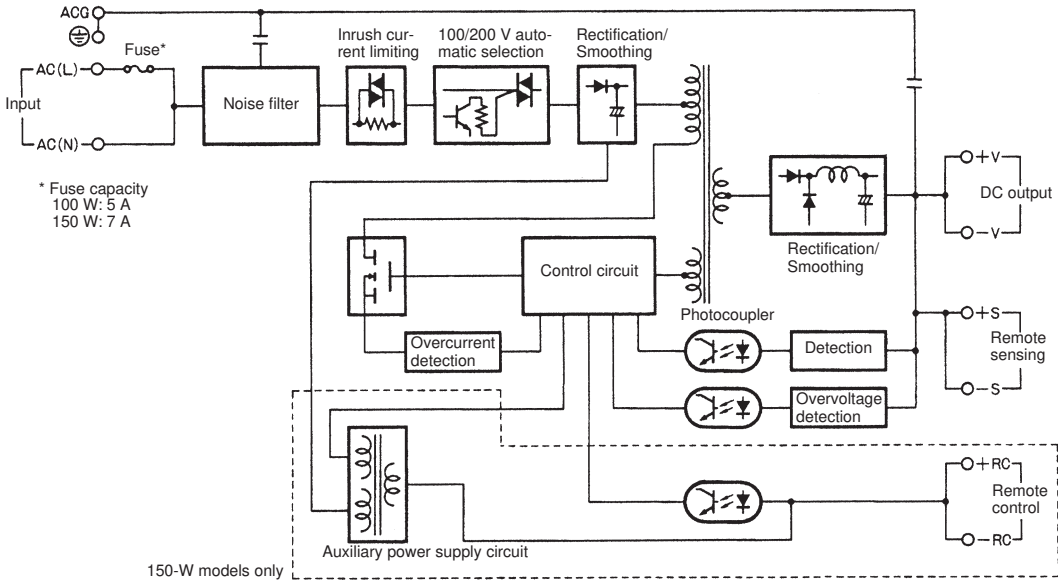 ACG
Fuse*
AC(L)
Input
AC(N)
* Fuse capacity
100 W: 5 A
150 W: 7 A
Noise filter
Inrush cur-
rent limiting
100/200 V auto-
matic selection
Rectification/
Smoothing
Rectification/
Smoothing
+V
DC output
−V
Control circuit
Overcurrent
detection
Photocoupler
Detection
Overvoltage
detection
+S
Remote
sensing
−S
+RC
Remote
control
−RC
Auxiliary power supply circuit
150-W models only